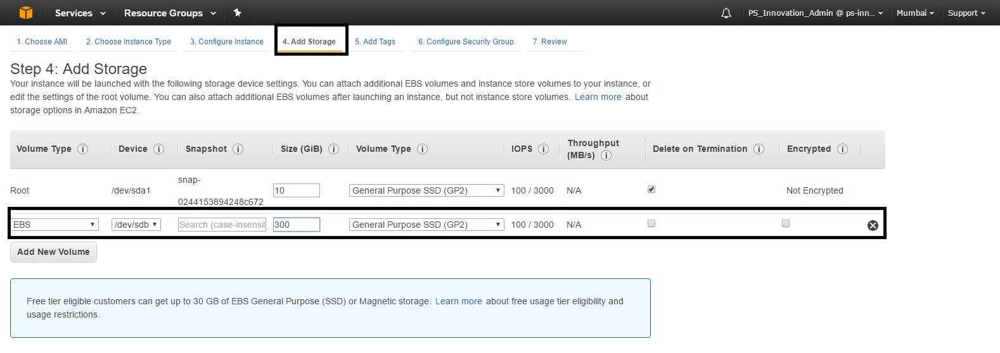 Services Resource Groups PS_Innovation_Admin @ ps-inn... Mumbai Support
1. Choose AMI 2. Choose Instance Type 3. Configure Instance 4. Add Storage 5. Add Tags 6. Configure Security Group 7. Review
Step 4: Add Storage
Your instance will be launched with the following storage device settings. You can attach additional EBS volumes and instance store volumes to your instance, or
edit the settings of the root volume. You can also attach additional EBS volumes after launching an instance, but not instance store volumes. Learn more about
storage options in Amazon EC2.
Volume Type i Device i Snapshot i Size (GiB) i Volume Type i IOPS i Throughput
(MB/s) i Delete on Termination i Encrypted i
Root /dev/sda1 snap-
0244153894248c672 10 General Purpose SSD (GP2) 100 / 3000 N/A Not Encrypted
EBS /dev/sdb Search (case-insensit 300 General Purpose SSD (GP2) 100 / 3000 N/A
Add New Volume
Free tier eligible customers can get up to 30 GB of EBS General Purpose (SSD) or Magnetic storage. Learn more about free usage tier eligibility and
usage restrictions.